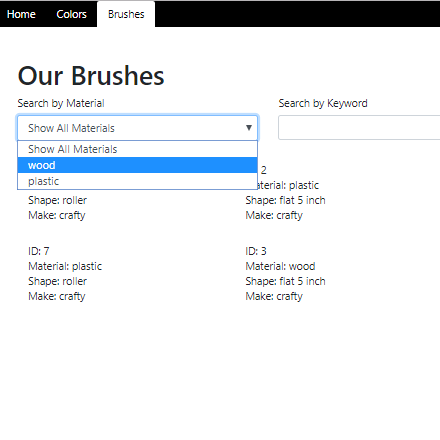 Home Colors Brushes
Our Brushes
Search by Material
Show All Materials
Show All Materials
wood
plastic
Search by Keyword
Shape: roller
Make: crafty
2
aterial: plastic
Shape: flat 5 inch
Make: crafty
ID: 7
Material: plastic
Shape: roller
Make: crafty
ID: 3
Material: wood
Shape: flat 5 inch
Make: crafty